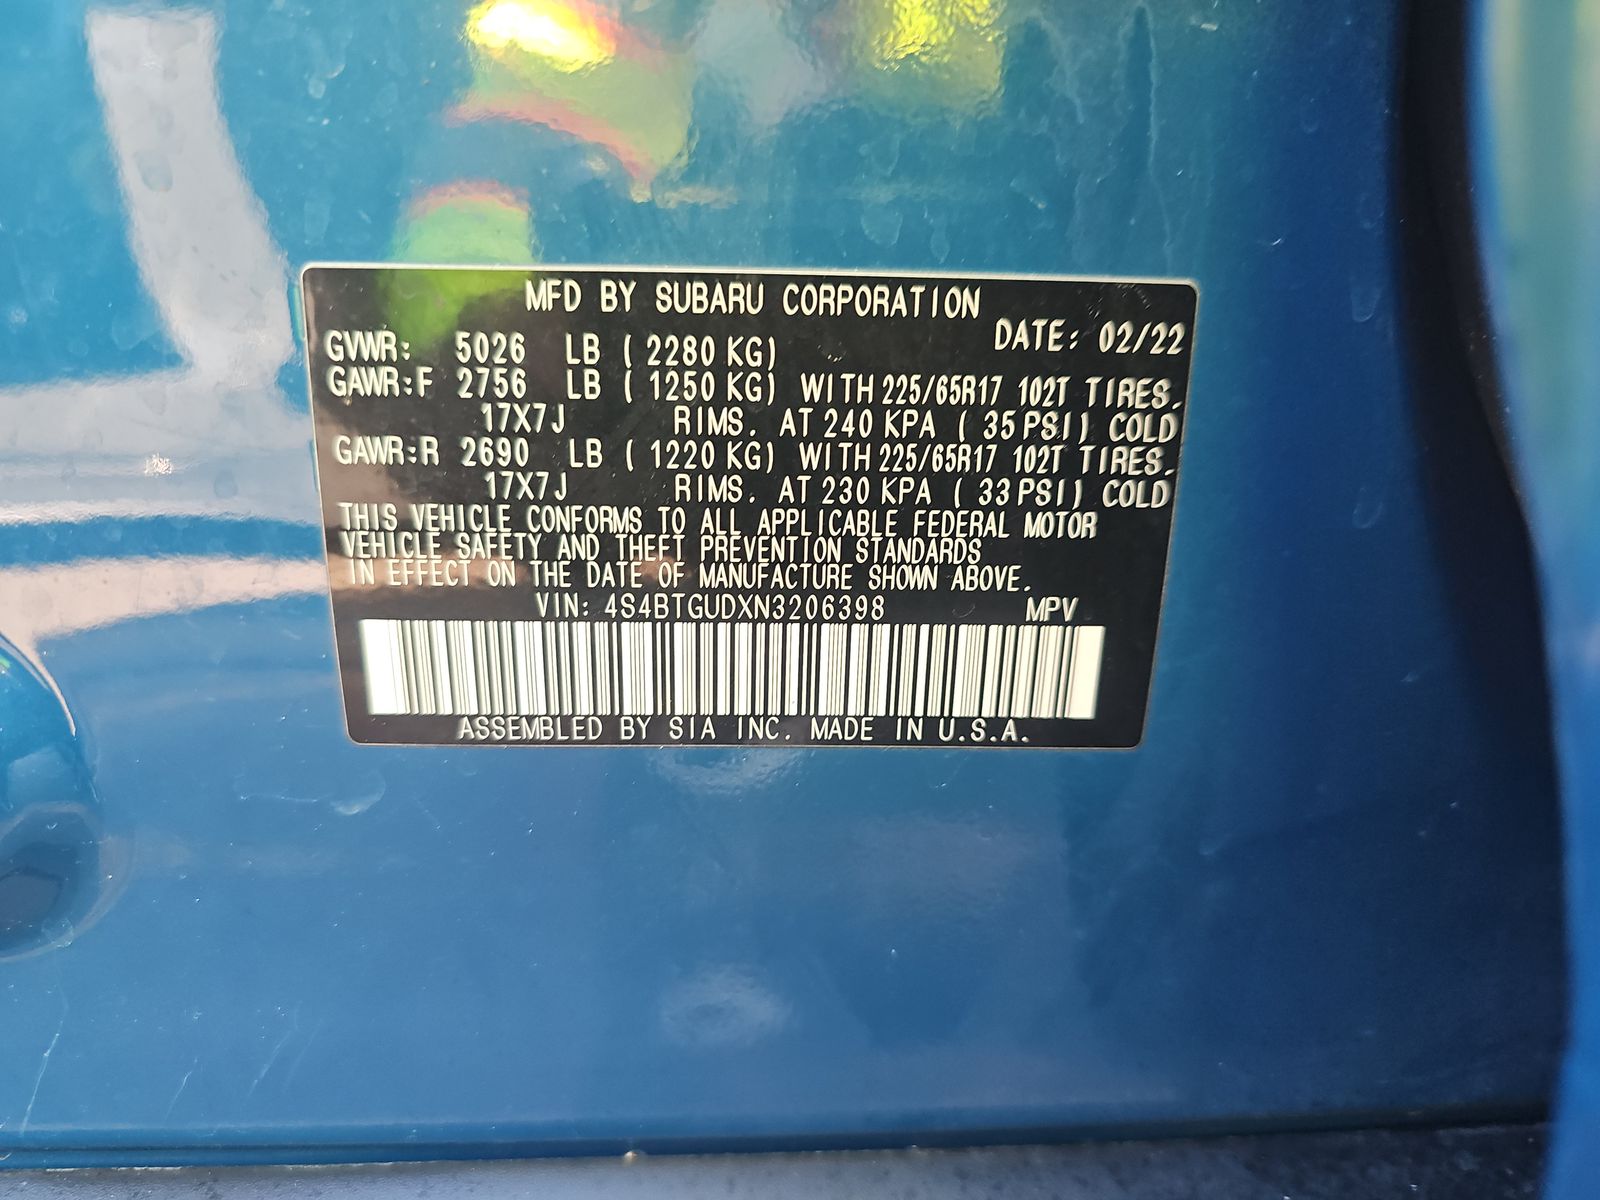 MFD BY SUBARU CORPORATION
DATE: 02/22
GVWR: 5026 LB ( 2280 KG)
GAWR:F 2756 LB ( 1250 KG) WITH 225/65R17 102T TIRES.
17X7J RIMS. AT 240 KPA ( 35 PSI) COLD
GAWR:R 2690 LB ( 1220 KG) WITH 225/65R17 102T TIRES.
17X7J RIMS. AT 230 KPA ( 33 PSI) COLD
THIS VEHICLE CONFORMS TO ALL APPLICABLE FEDERAL MOTOR
VEHICLE SAFETY AND THEFT PREVENTION STANDARDS
IN EFFECT ON THE DATE OF MANUFACTURE SHOWN ABOVE.
VIN: 4S4BTGUDXN3206398 MPV
ASSEMBLED BY SIA INC. MADE IN U.S.A.